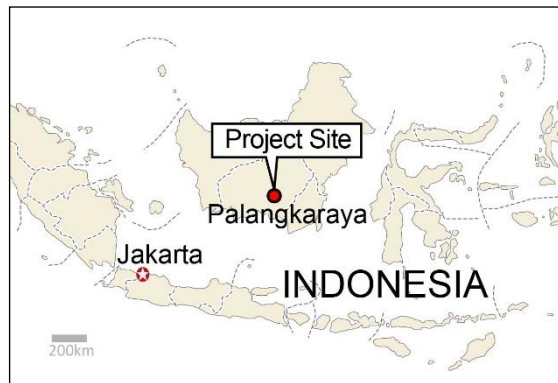 Project Site
Palangkaraya
Jakarta
INDONESIA
200km